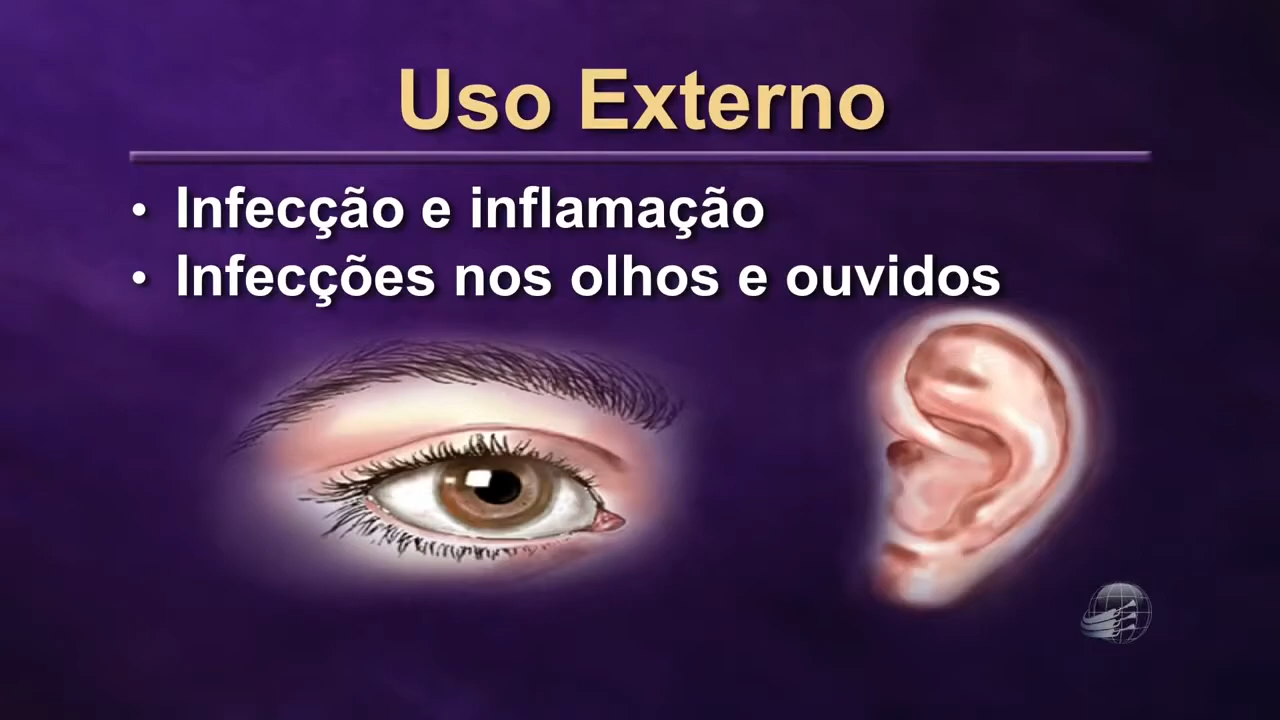 Uso Externo
• Infecção e inflamação
• Infecções nos olhos e ouvidos